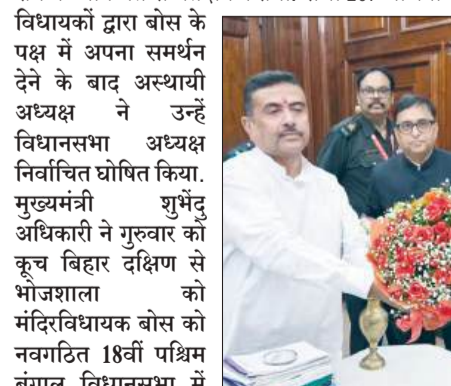 विधायकों द्वारा बोस के
पक्ष में अपना समर्थन
देने के बाद अस्थायी
अध्यक्ष ने उन्हें
विधानसभा अध्यक्ष
निर्वाचित घोषित किया.
मुख्यमंत्री शुभेंदु
अधिकारी ने गुरुवार को
कूच बिहार दक्षिण से
भोजशाला को
मंदिरविधायक बोस को
नवगठित 18वीं पश्चिम
बंगाल विधानसभा में